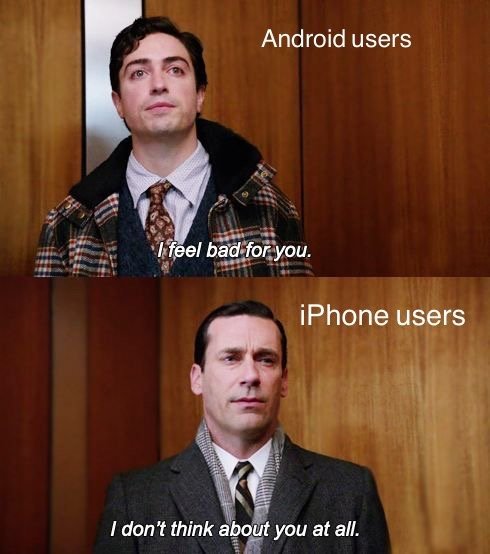 Android users
I feel bad for you.
iPhone users
I don't think about you at all.